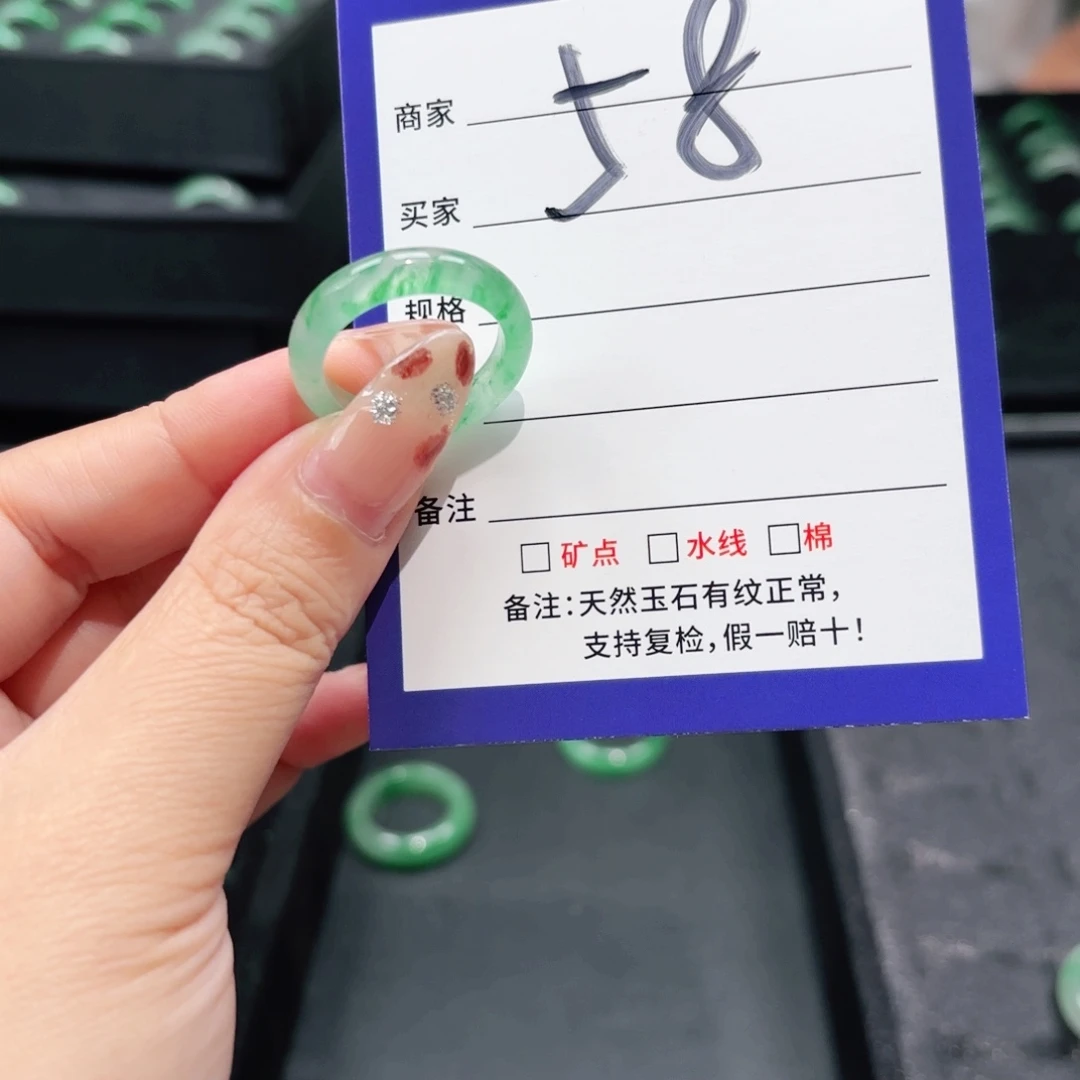 58
商家
买家
规格
备注
矿点 水线 棉
备注:天然玉石有纹正常,
支持复检,假一赔十!